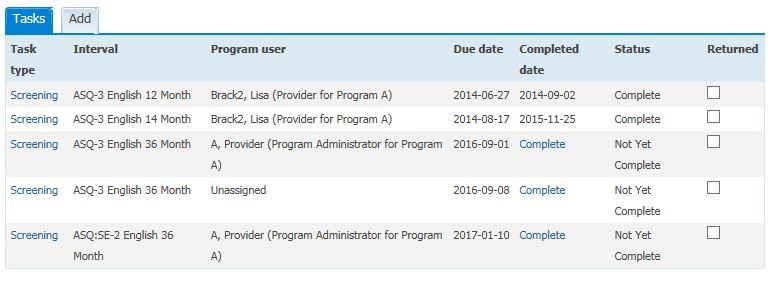 Tasks Add
Task type Interval Program user Due date Completed date Status Returned
Screening ASQ-3 English 12 Month Brack2, Lisa (Provider for Program A) 2014-06-27 2014-09-02 Complete
Screening ASQ-3 English 14 Month Brack2, Lisa (Provider for Program A) 2014-08-17 2015-11-25 Complete
Screening ASQ-3 English 36 Month A, Provider (Program Administrator for Program A) 2016-09-01 Complete Not Yet Complete
Screening ASQ-3 English 36 Month Unassigned 2016-09-08 Complete Not Yet Complete
Screening ASQ:SE-2 English 36 Month A, Provider (Program Administrator for Program A) 2017-01-10 Complete Not Yet Complete